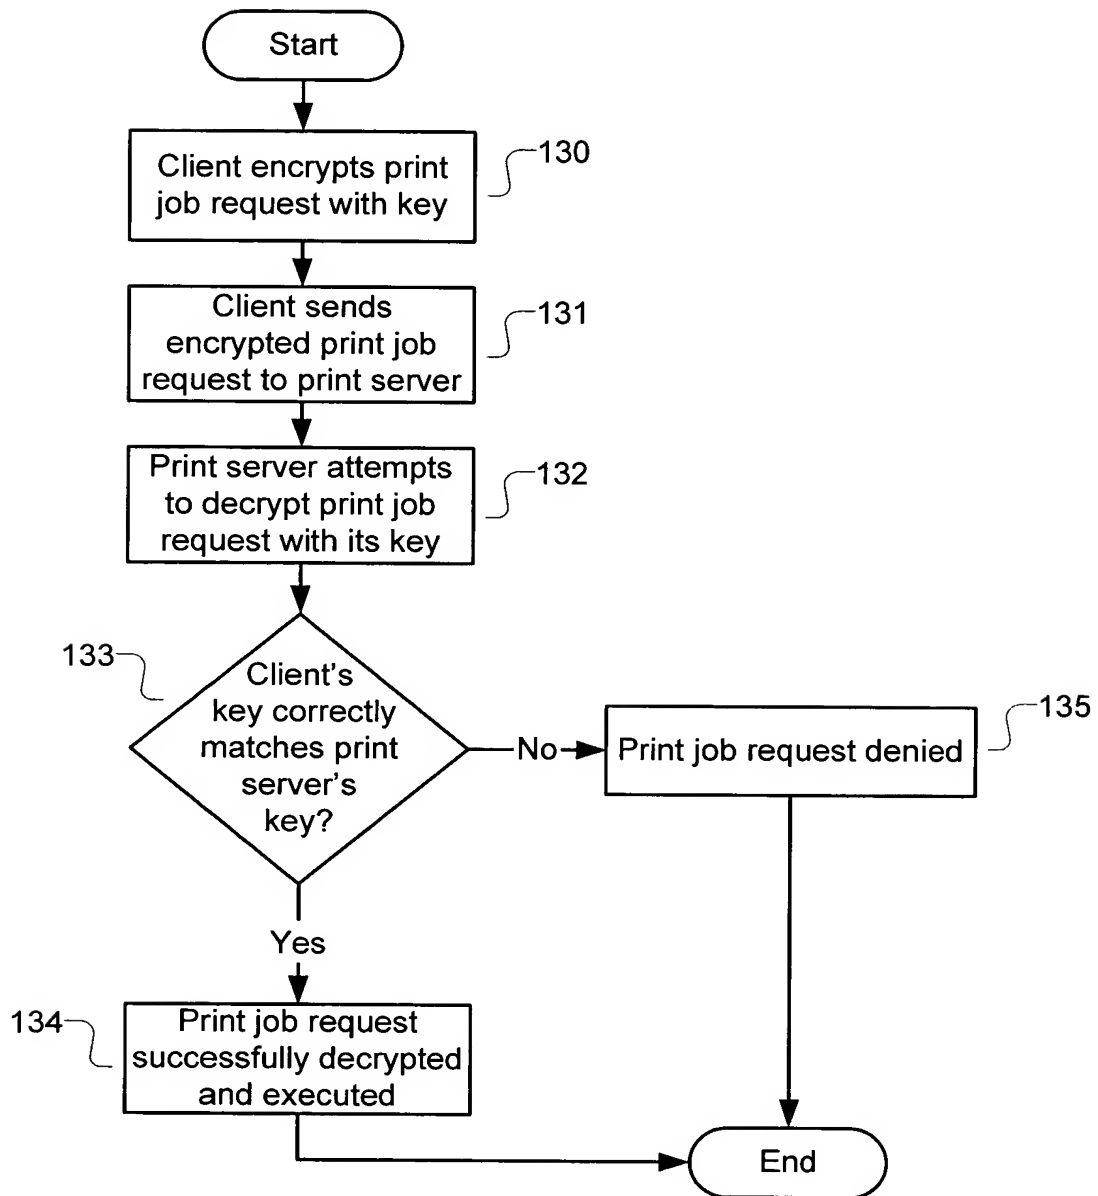 Start
Client encrypts print
job request with key
130
Client sends
encrypted print job
request to print server
131
Print server attempts
to decrypt print job
request with its key
132
133
Client's
key correctly
matches print
server's
key?
No
Print job request denied
135
Yes
134
Print job request
successfully decrypted
and executed
End